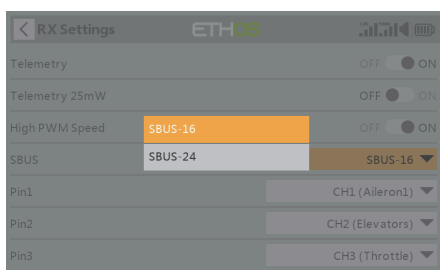 RX Settings ETHOS
Telemetry OFF ON
Telemetry 25mW OFF ON
High PWM Speed OFF ON
SBUS-16
SBUS-24
SBUS SBUS-16
Pin1 CH1 (Aileron1)
Pin2 CH2 (Elevators)
Pin3 CH3 (Throttle)